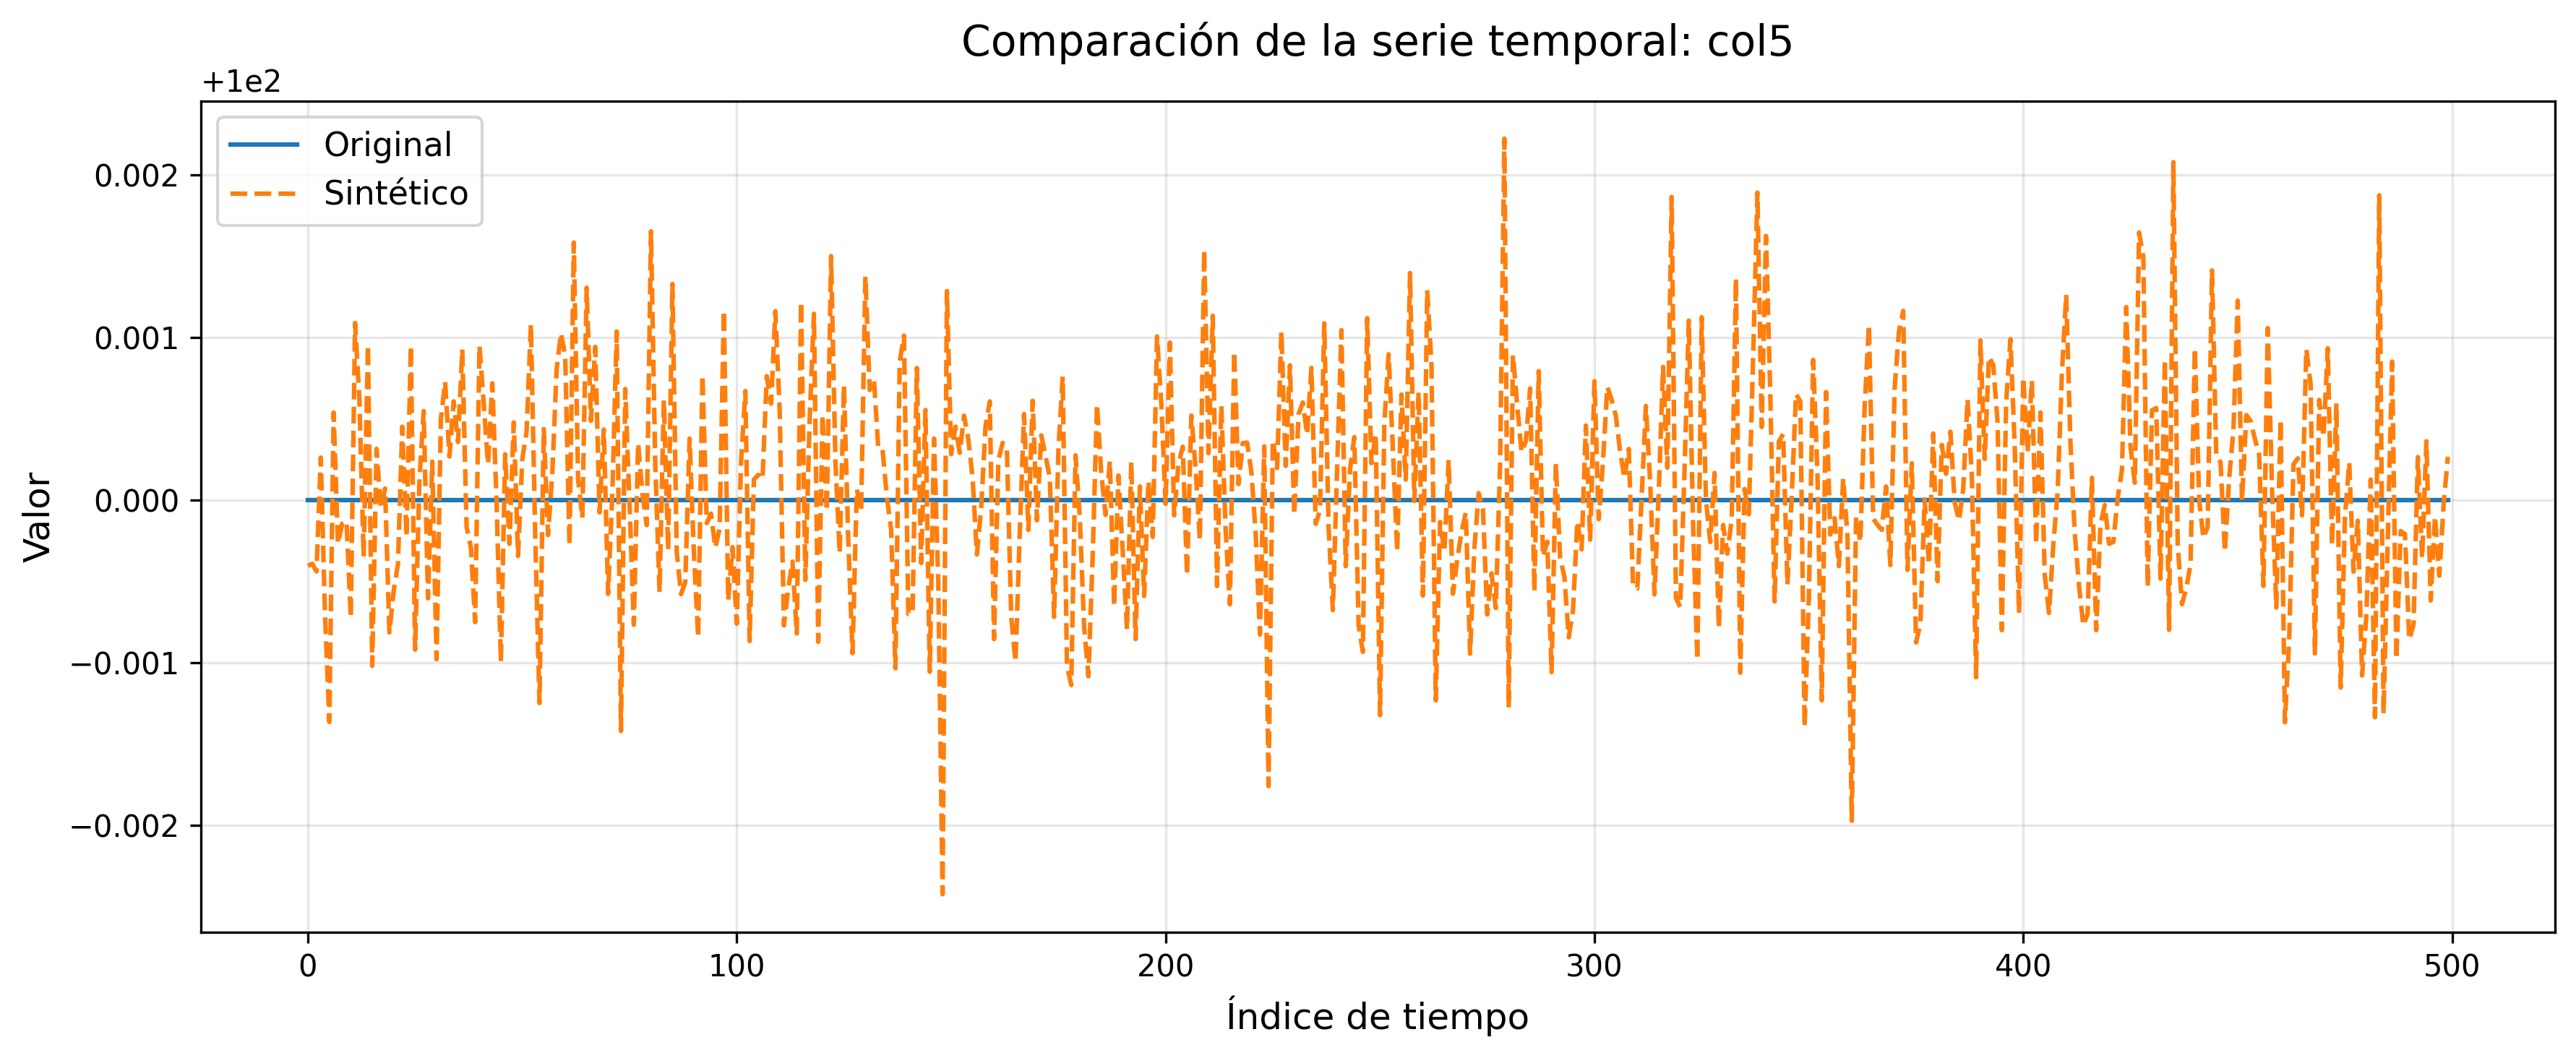 Comparación de la serie temporal: col5
+1e2
Original
Sintético
0.002
0.001
0.000
−0.001
−0.002
Valor
0
100
200
300
400
500
Índice de tiempo